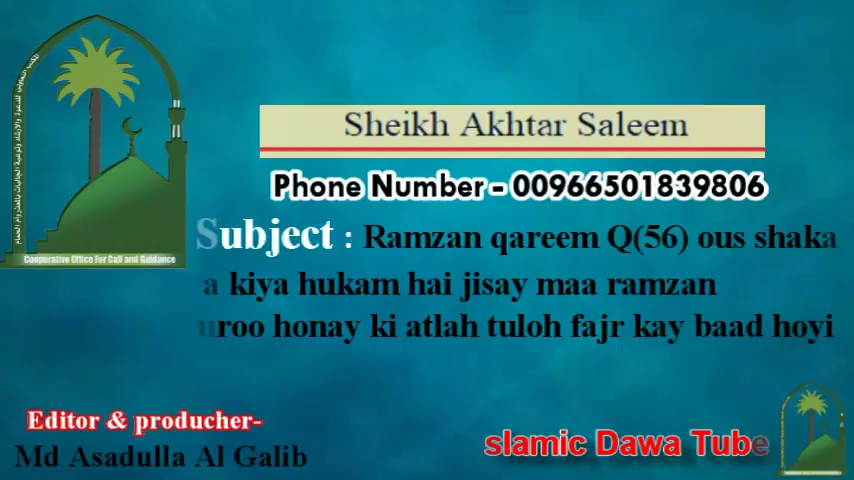 Sheikh Akhtar Saleem
Phone Number - 00966501839806
Subject : Ramzan qareem Q(56) ous shaka
a kiya hukam hai jisay maa ramzan
uroo honay ki atlah tuloh fajr kay baad hoyi
Cooperative Office For Call and Guidance
Editor & producher-
Md Asadulla Al Galib
slamic Dawa Tube